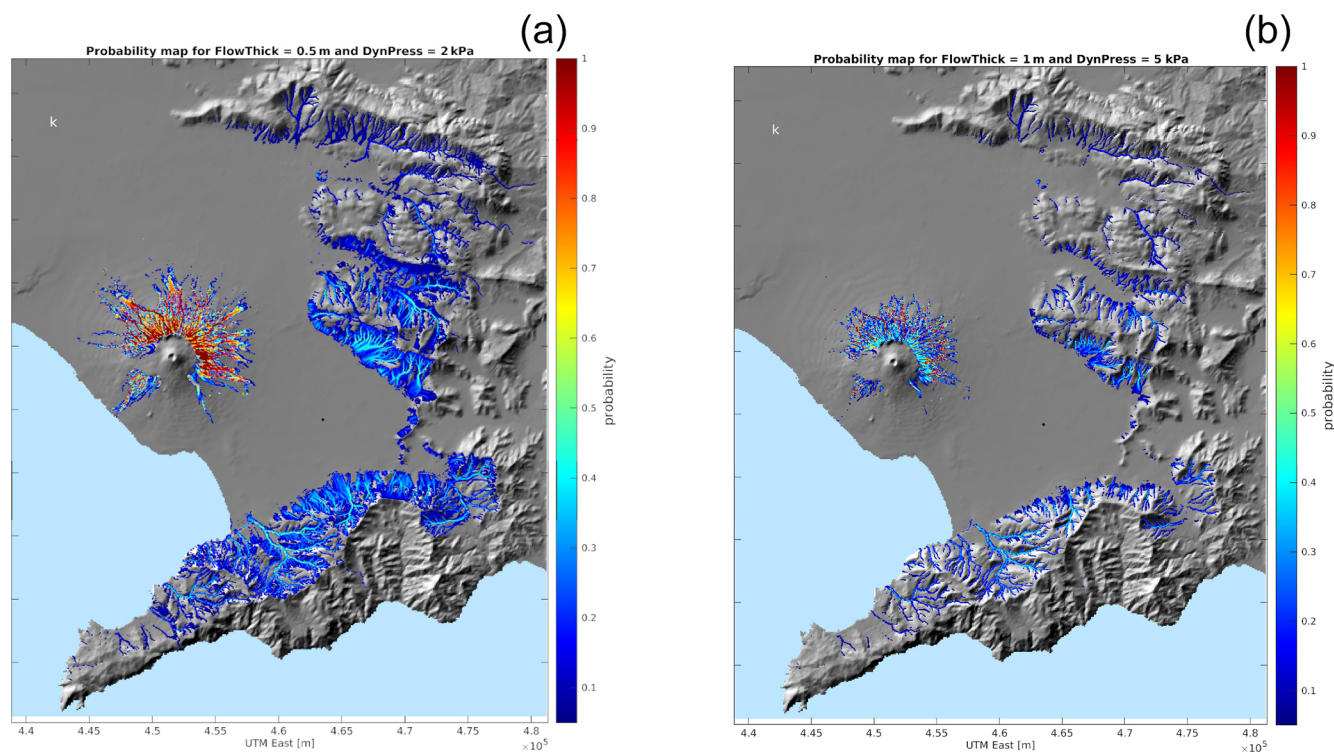 (a)
Probability map for FlowThick = 0.5 m and DynPress = 2 kPa
k
1
0.9
0.8
0.7
0.6
0.5
0.4
0.3
0.2
0.1
probability
4.4 4.45 4.5 4.55 4.6 4.65 4.7 4.75 4.8
UTM East [m]
×10⁵
(b)
Probability map for FlowThick = 1 m and DynPress = 5 kPa
k
1
0.9
0.8
0.7
0.6
0.5
0.4
0.3
0.2
0.1
probability
4.4 4.45 4.5 4.55 4.6 4.65 4.7 4.75 4.8
UTM East [m]
×10⁵